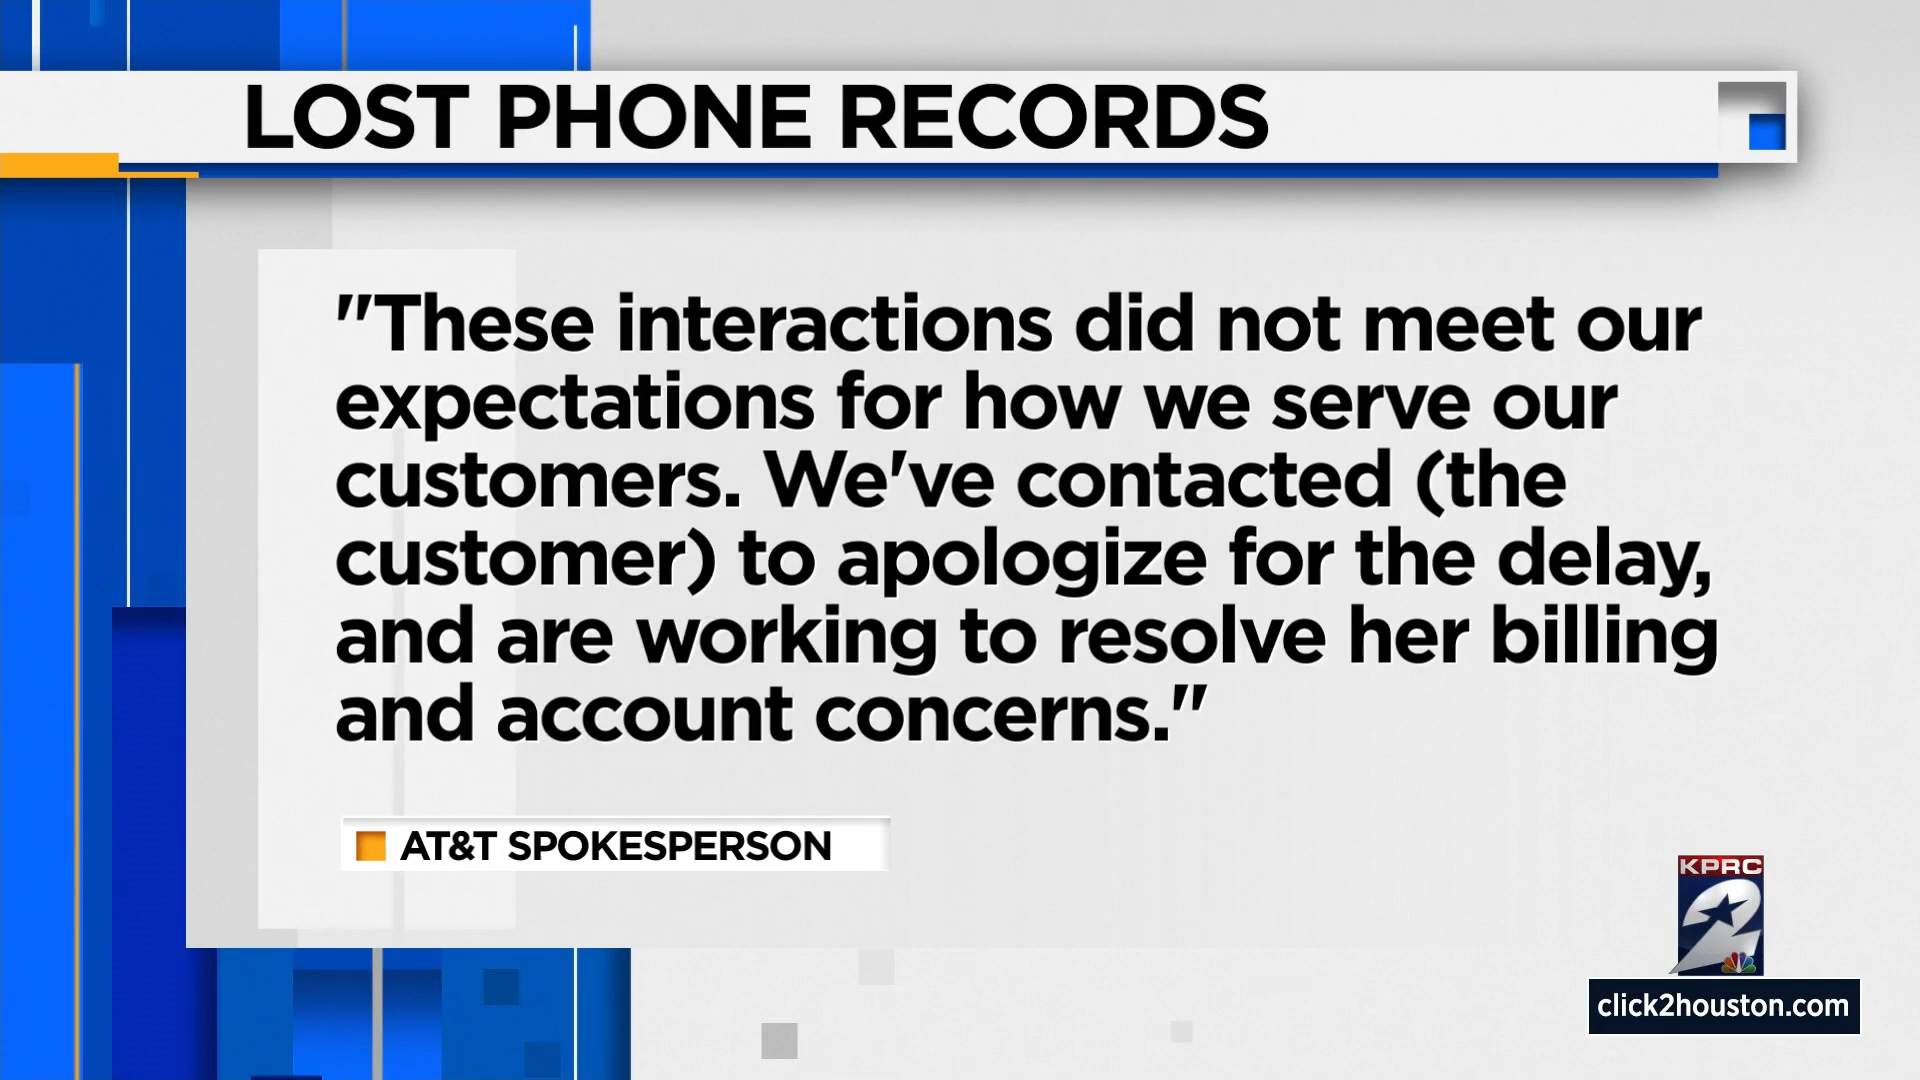 LOST PHONE RECORDS
"These interactions did not meet our
expectations for how we serve our
customers. We've contacted (the
customer) to apologize for the delay,
and are working to resolve her billing
and account concerns."
AT&T SPOKESPERSON
KPRC
2
click2houston.com